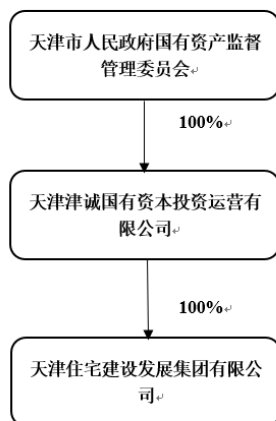 天津市人民政府国有资产监督
管理委员会
100%
天津津诚国有资本投资运营有
限公司
100%
天津住宅建设发展集团有限公
司